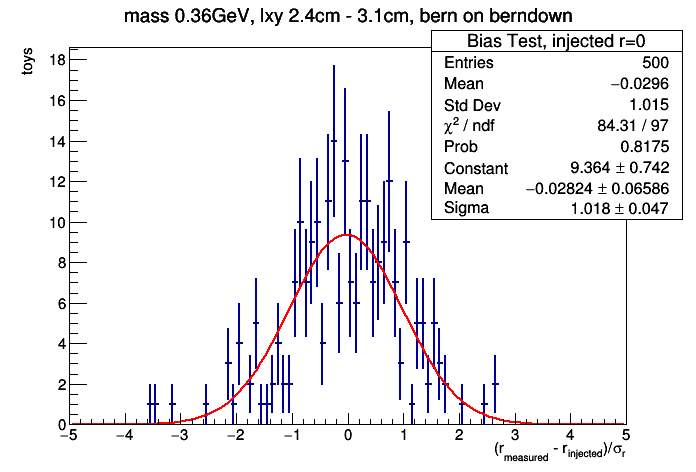 mass 0.36GeV, lxy 2.4cm - 3.1cm, bern on berndown
Bias Test, injected r=0
Entries 500
Mean −0.0296
Std Dev 1.015
χ² / ndf 84.31 / 97
Prob 0.8175
Constant 9.364 ± 0.742
Mean −0.02824 ± 0.06586
Sigma 1.018 ± 0.047
toys
18
16
14
12
10
8
6
4
2
0
−5 −4 −3 −2 −1 0 1 2 3 4 5
(r_measured - r_injected)/σ_r